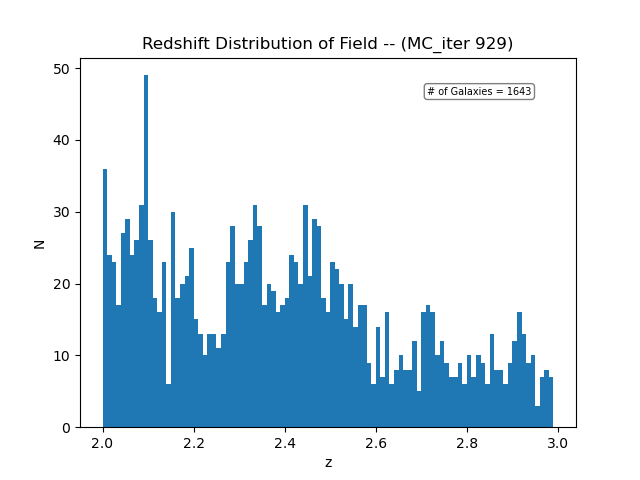 Redshift Distribution of Field -- (MC_iter 929)
# of Galaxies = 1643
N
50
40
30
20
10
0
2.0 2.2 2.4 2.6 2.8 3.0
z